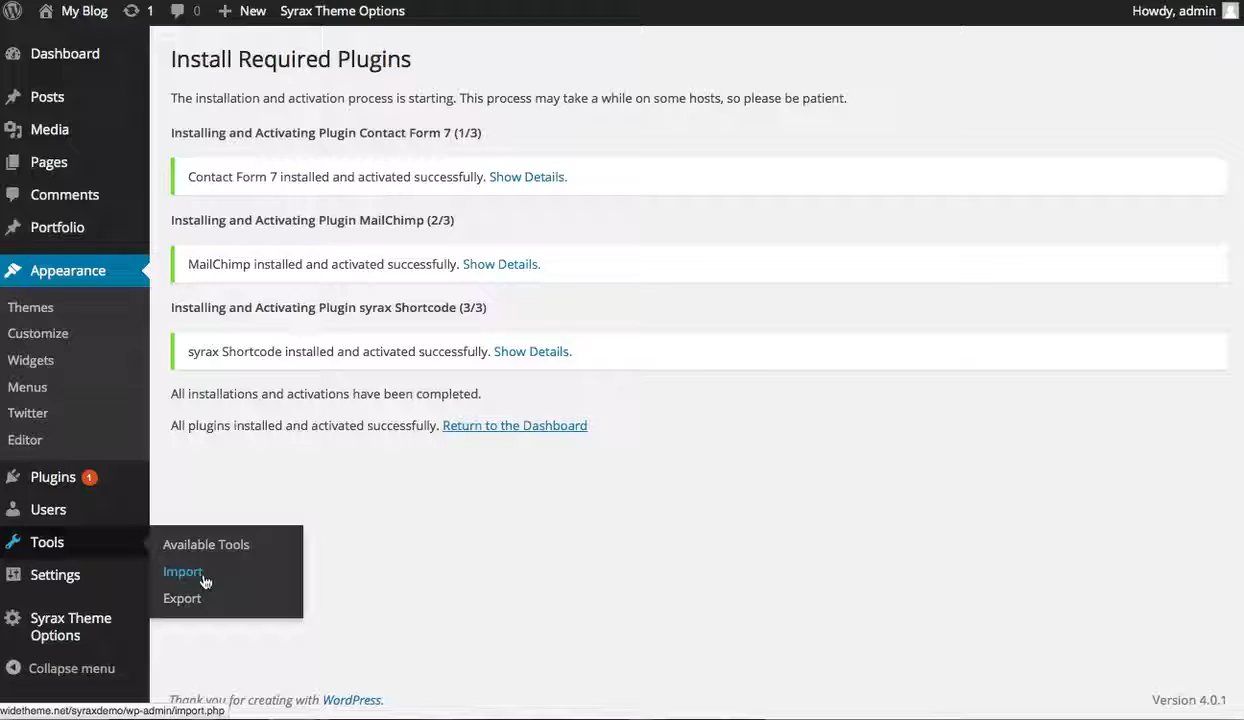 My Blog 1 0 New Syrax Theme Options Howdy, admin
Dashboard
Posts
Media
Pages
Comments
Portfolio
Appearance
Themes
Customize
Widgets
Menus
Twitter
Editor
Plugins 1
Users
Tools
Settings
Syrax Theme
Options
Collapse menu
Available Tools
Import
Export
Install Required Plugins
The installation and activation process is starting. This process may take a while on some hosts, so please be patient.
Installing and Activating Plugin Contact Form 7 (1/3)
Contact Form 7 installed and activated successfully. Show Details.
Installing and Activating Plugin MailChimp (2/3)
MailChimp installed and activated successfully. Show Details.
Installing and Activating Plugin syrax Shortcode (3/3)
syrax Shortcode installed and activated successfully. Show Details.
All installations and activations have been completed.
All plugins installed and activated successfully. Return to the Dashboard
Thank you for creating with WordPress. Version 4.0.1
widetheme.net/syraxdemo/wp-admin/import.php